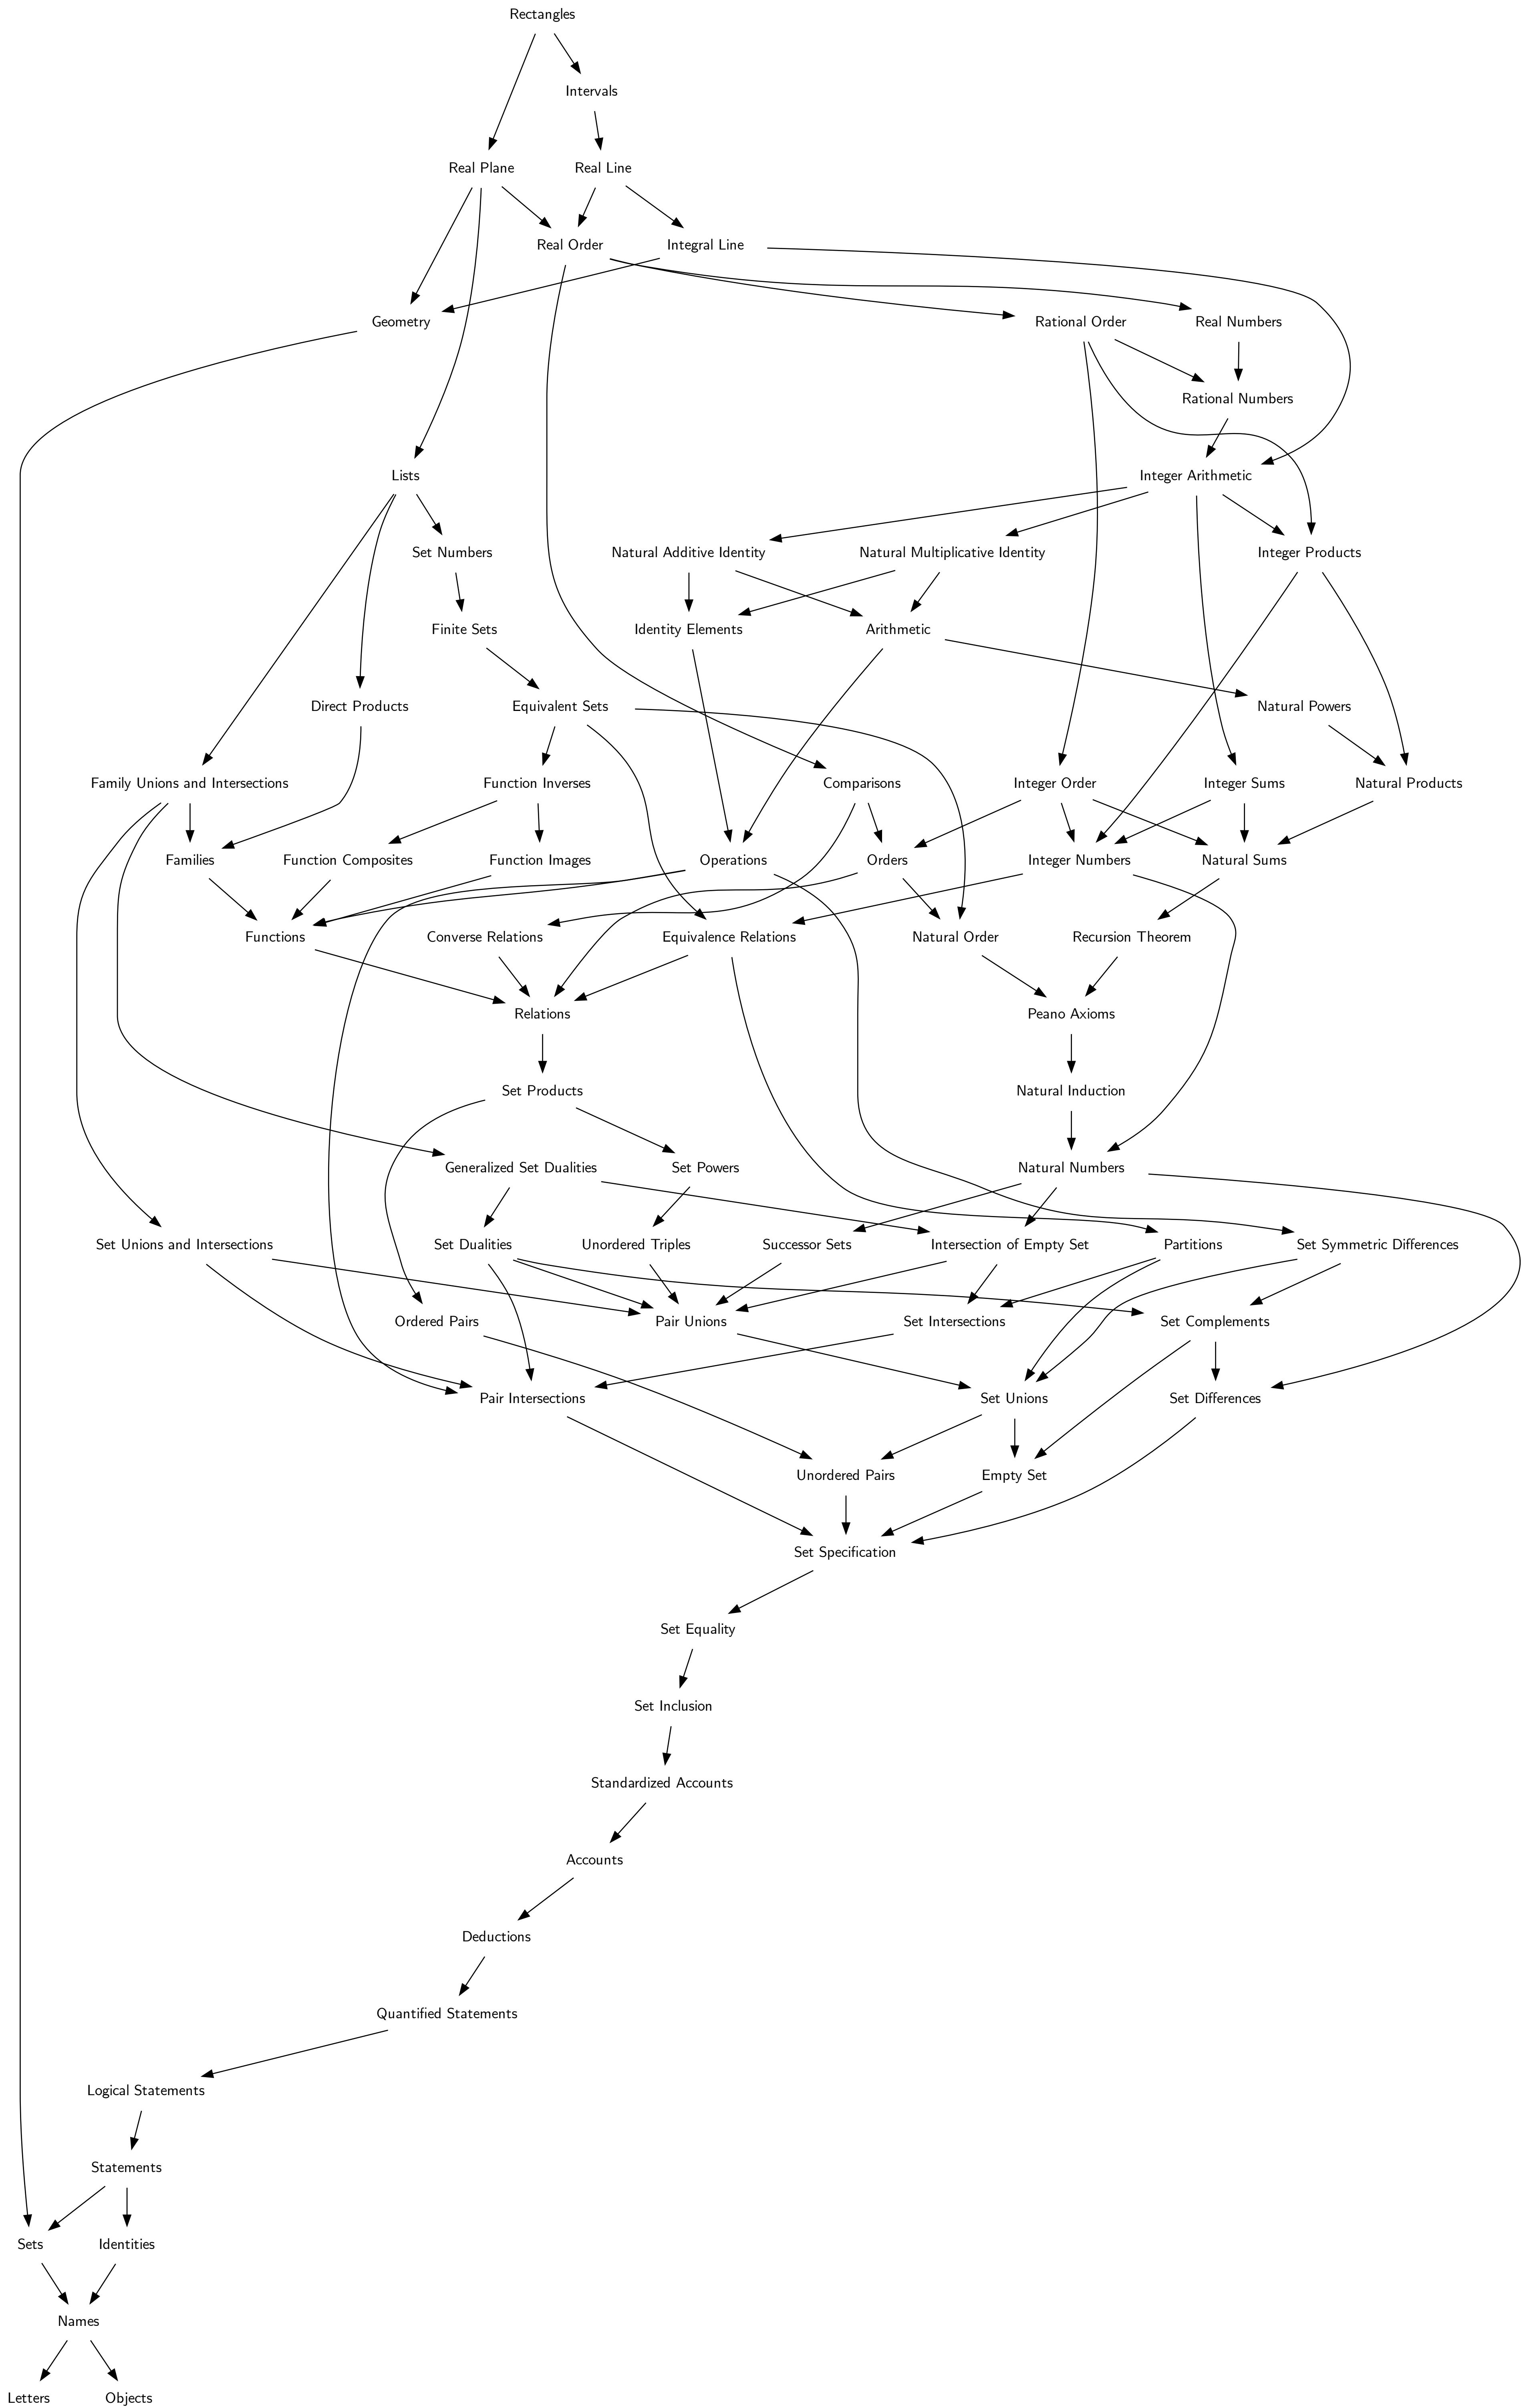 Rectangles
Intervals
Real Plane
Real Line
Real Order
Integral Line
Geometry
Rational Order
Real Numbers
Rational Numbers
Lists
Integer Arithmetic
Set Numbers
Natural Additive Identity
Natural Multiplicative Identity
Integer Products
Finite Sets
Identity Elements
Arithmetic
Direct Products
Equivalent Sets
Natural Powers
Family Unions and Intersections
Function Inverses
Comparisons
Integer Order
Integer Sums
Natural Products
Families
Function Composites
Function Images
Operations
Orders
Integer Numbers
Natural Sums
Functions
Converse Relations
Equivalence Relations
Natural Order
Recursion Theorem
Relations
Peano Axioms
Set Products
Natural Induction
Generalized Set Dualities
Set Powers
Natural Numbers
Set Unions and Intersections
Set Dualities
Unordered Triples
Successor Sets
Intersection of Empty Set
Partitions
Set Symmetric Differences
Ordered Pairs
Pair Unions
Set Intersections
Set Complements
Pair Intersections
Set Unions
Set Differences
Unordered Pairs
Empty Set
Set Specification
Set Equality
Set Inclusion
Standardized Accounts
Accounts
Deductions
Quantified Statements
Logical Statements
Statements
Sets
Identities
Names
Letters
Objects